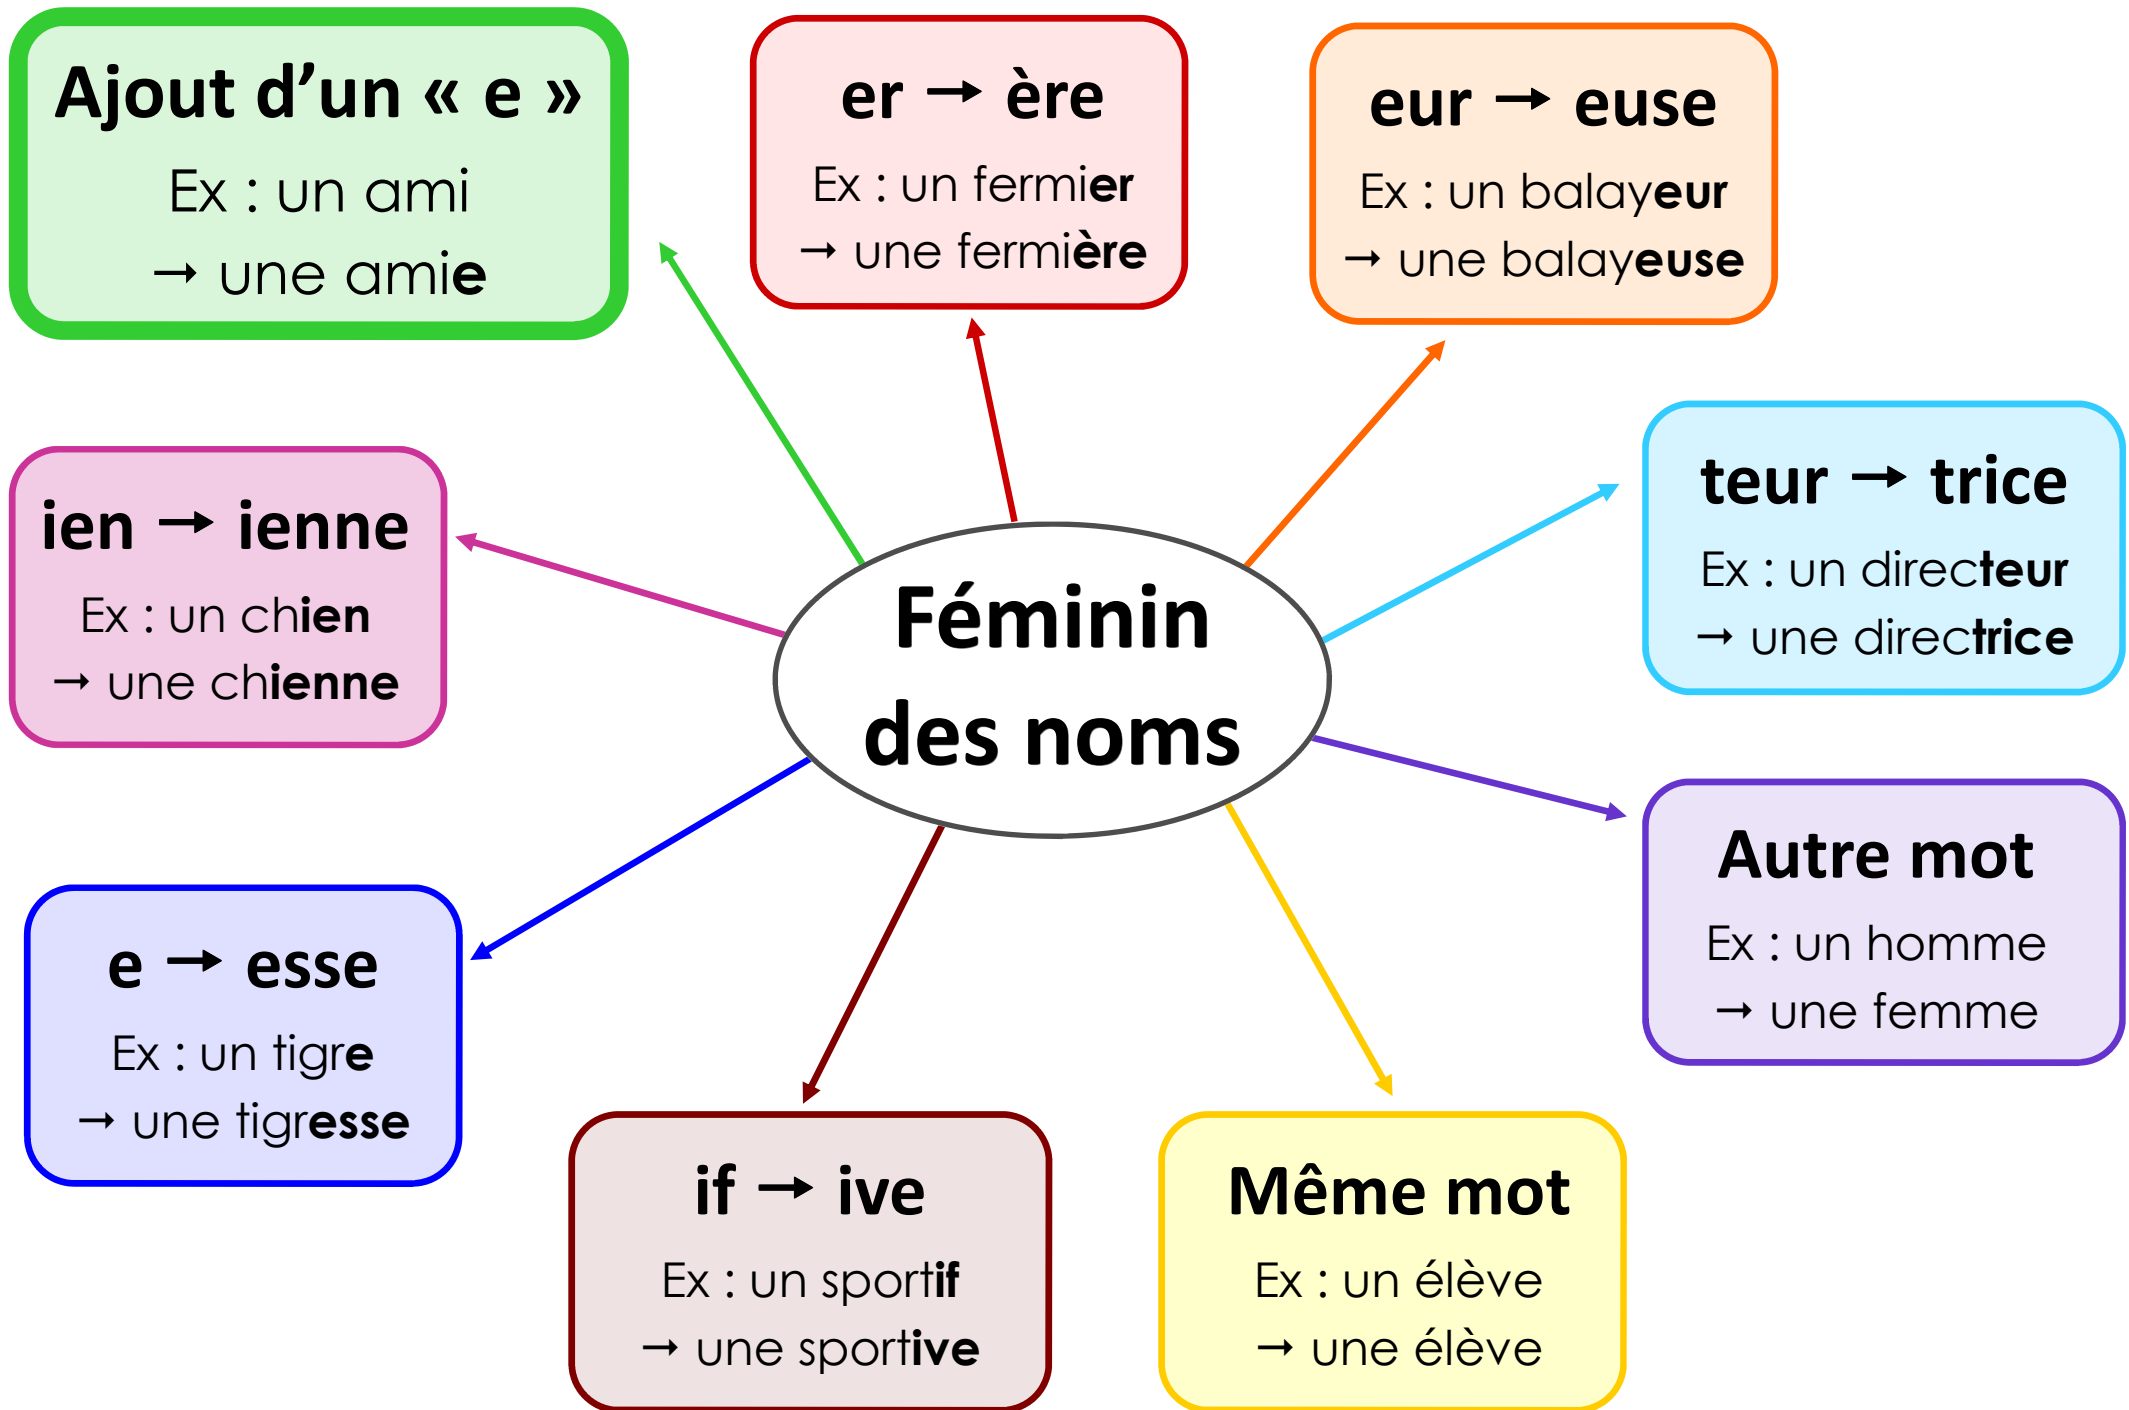 Ajout d’un « e »
Ex : un ami
→ une amie
er → ère
Ex : un fermier
→ une fermière
eur → euse
Ex : un balayeur
→ une balayeuse
ien → ienne
Ex : un chien
→ une chienne
Féminin
des noms
teur → trice
Ex : un directeur
→ une directrice
e → esse
Ex : un tigre
→ une tigresse
Autre mot
Ex : un homme
→ une femme
if → ive
Ex : un sportif
→ une sportive
Même mot
Ex : un élève
→ une élève